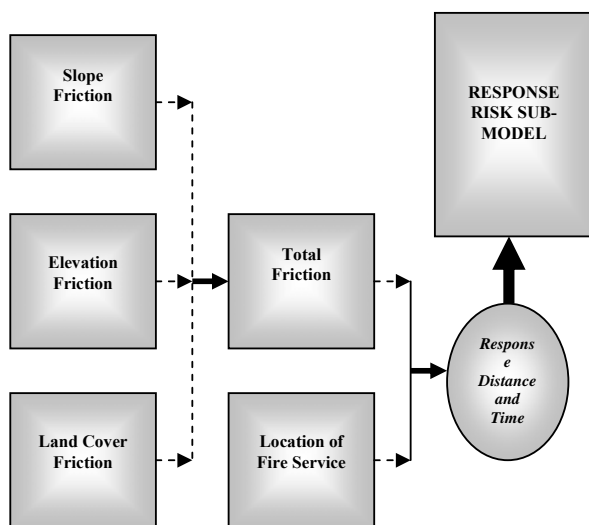 Slope
Friction
RESPONSE
RISK SUB-
MODEL
Elevation
Friction
Total
Friction
Respons
e
Distance
and
Time
Land Cover
Friction
Location of
Fire Service